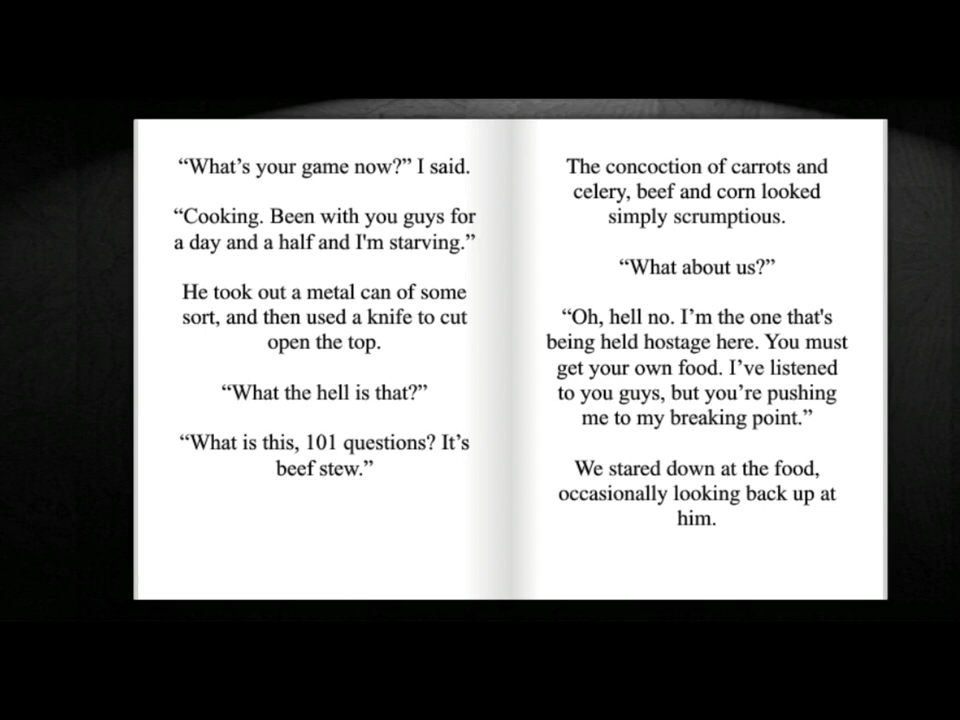 “What’s your game now?” I said.
“Cooking. Been with you guys for
a day and a half and I'm starving.”
He took out a metal can of some
sort, and then used a knife to cut
open the top.
“What the hell is that?”
“What is this, 101 questions? It’s
beef stew.”
The concoction of carrots and
celery, beef and corn looked
simply scrumptious.
“What about us?”
“Oh, hell no. I’m the one that's
being held hostage here. You must
get your own food. I’ve listened
to you guys, but you’re pushing
me to my breaking point.”
We stared down at the food,
occasionally looking back up at
him.